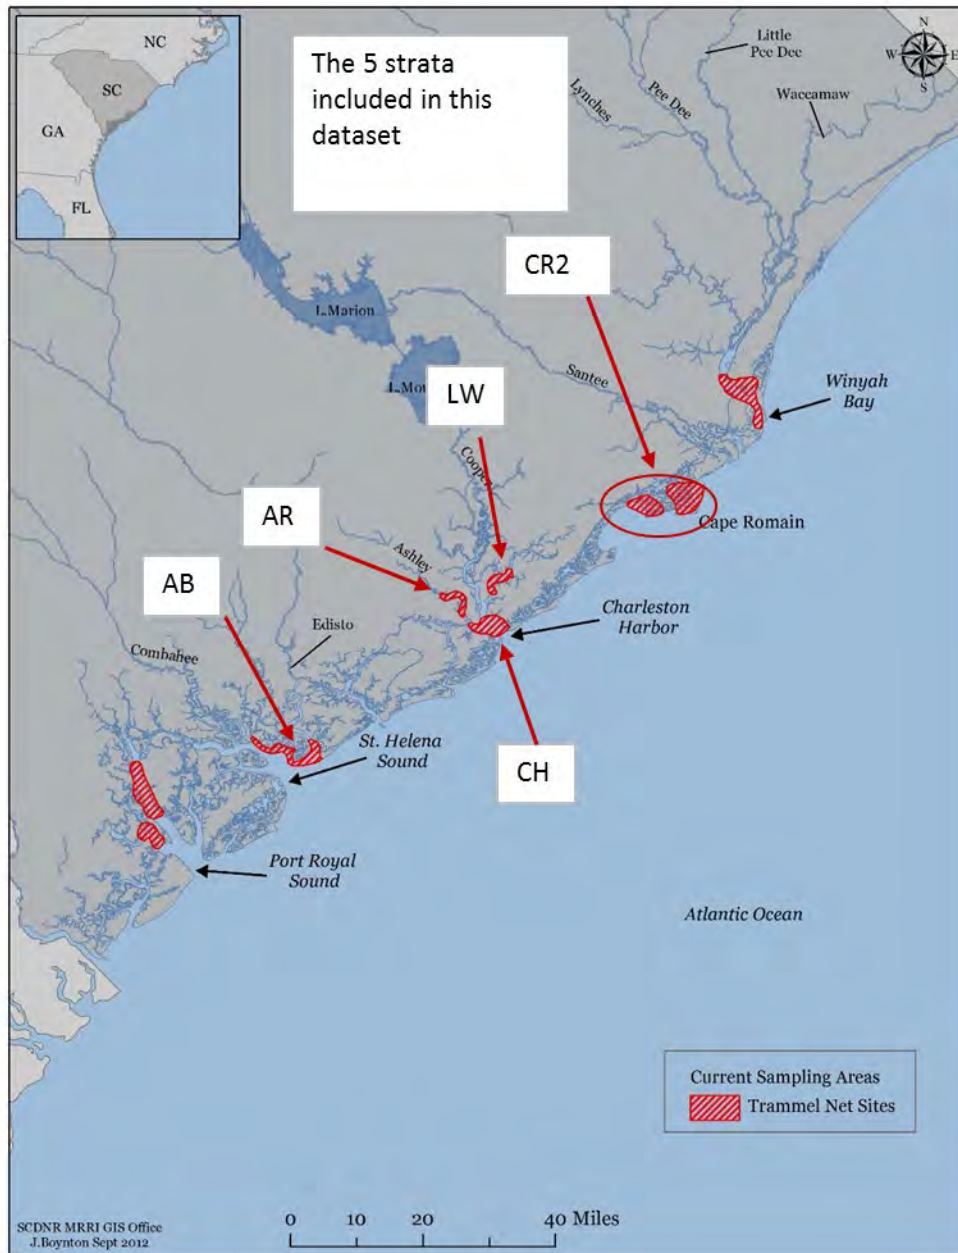 NC
SC
GA
FL
The 5 strata
included in this
dataset
Little
Pee Dee
N
W
E
S
Pee Dee
Lynches
Waccamaw
CR2
L.Marion
LW
Santee
Winyah
Bay
Cooper
AR
Cape Romain
Ashley
AB
Charleston
Harbor
Edisto
Combahee
St. Helena
Sound
CH
Port Royal
Sound
Atlantic Ocean
Current Sampling Areas
Trammel Net Sites
SCDNR MRRI GIS Office
J.Boynton Sept 2012
0 10 20 40 Miles